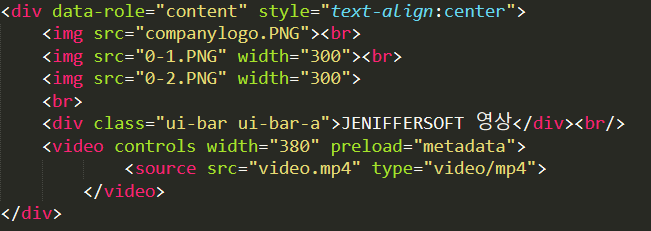 <div data-role="content" style="text-align:center">
<img src="companylogo.PNG"><br>
<img src="0-1.PNG" width="300"><br>
<img src="0-2.PNG" width="300">
<br>
<div class="ui-bar ui-bar-a">JENIFFERSOFT 영상</div><br/>
<video controls width="380" preload="metadata">
<source src="video.mp4" type="video/mp4">
</video>
</div>